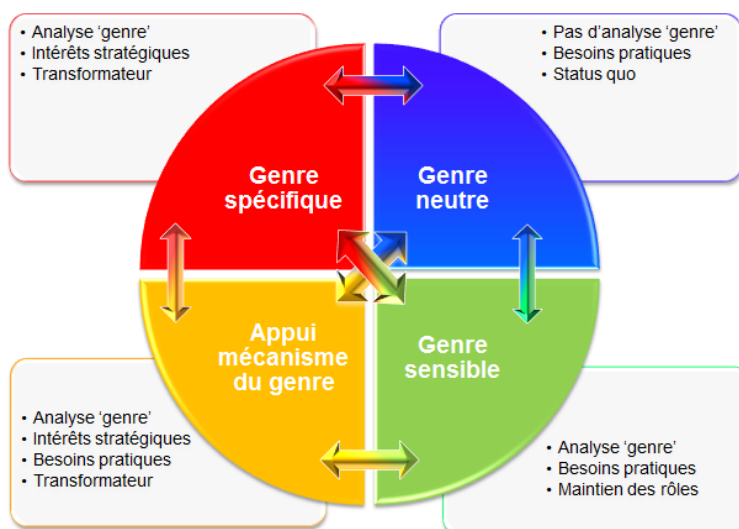 • Analyse ‘genre’
• Intérêts stratégiques
• Transformateur
• Pas d’analyse ‘genre’
• Besoins pratiques
• Status quo
Genre
spécifique
Genre
neutre
Appui
mécanisme
du genre
Genre
sensible
• Analyse ‘genre’
• Intérêts stratégiques
• Besoins pratiques
• Transformateur
• Analyse ‘genre’
• Besoins pratiques
• Maintien des rôles